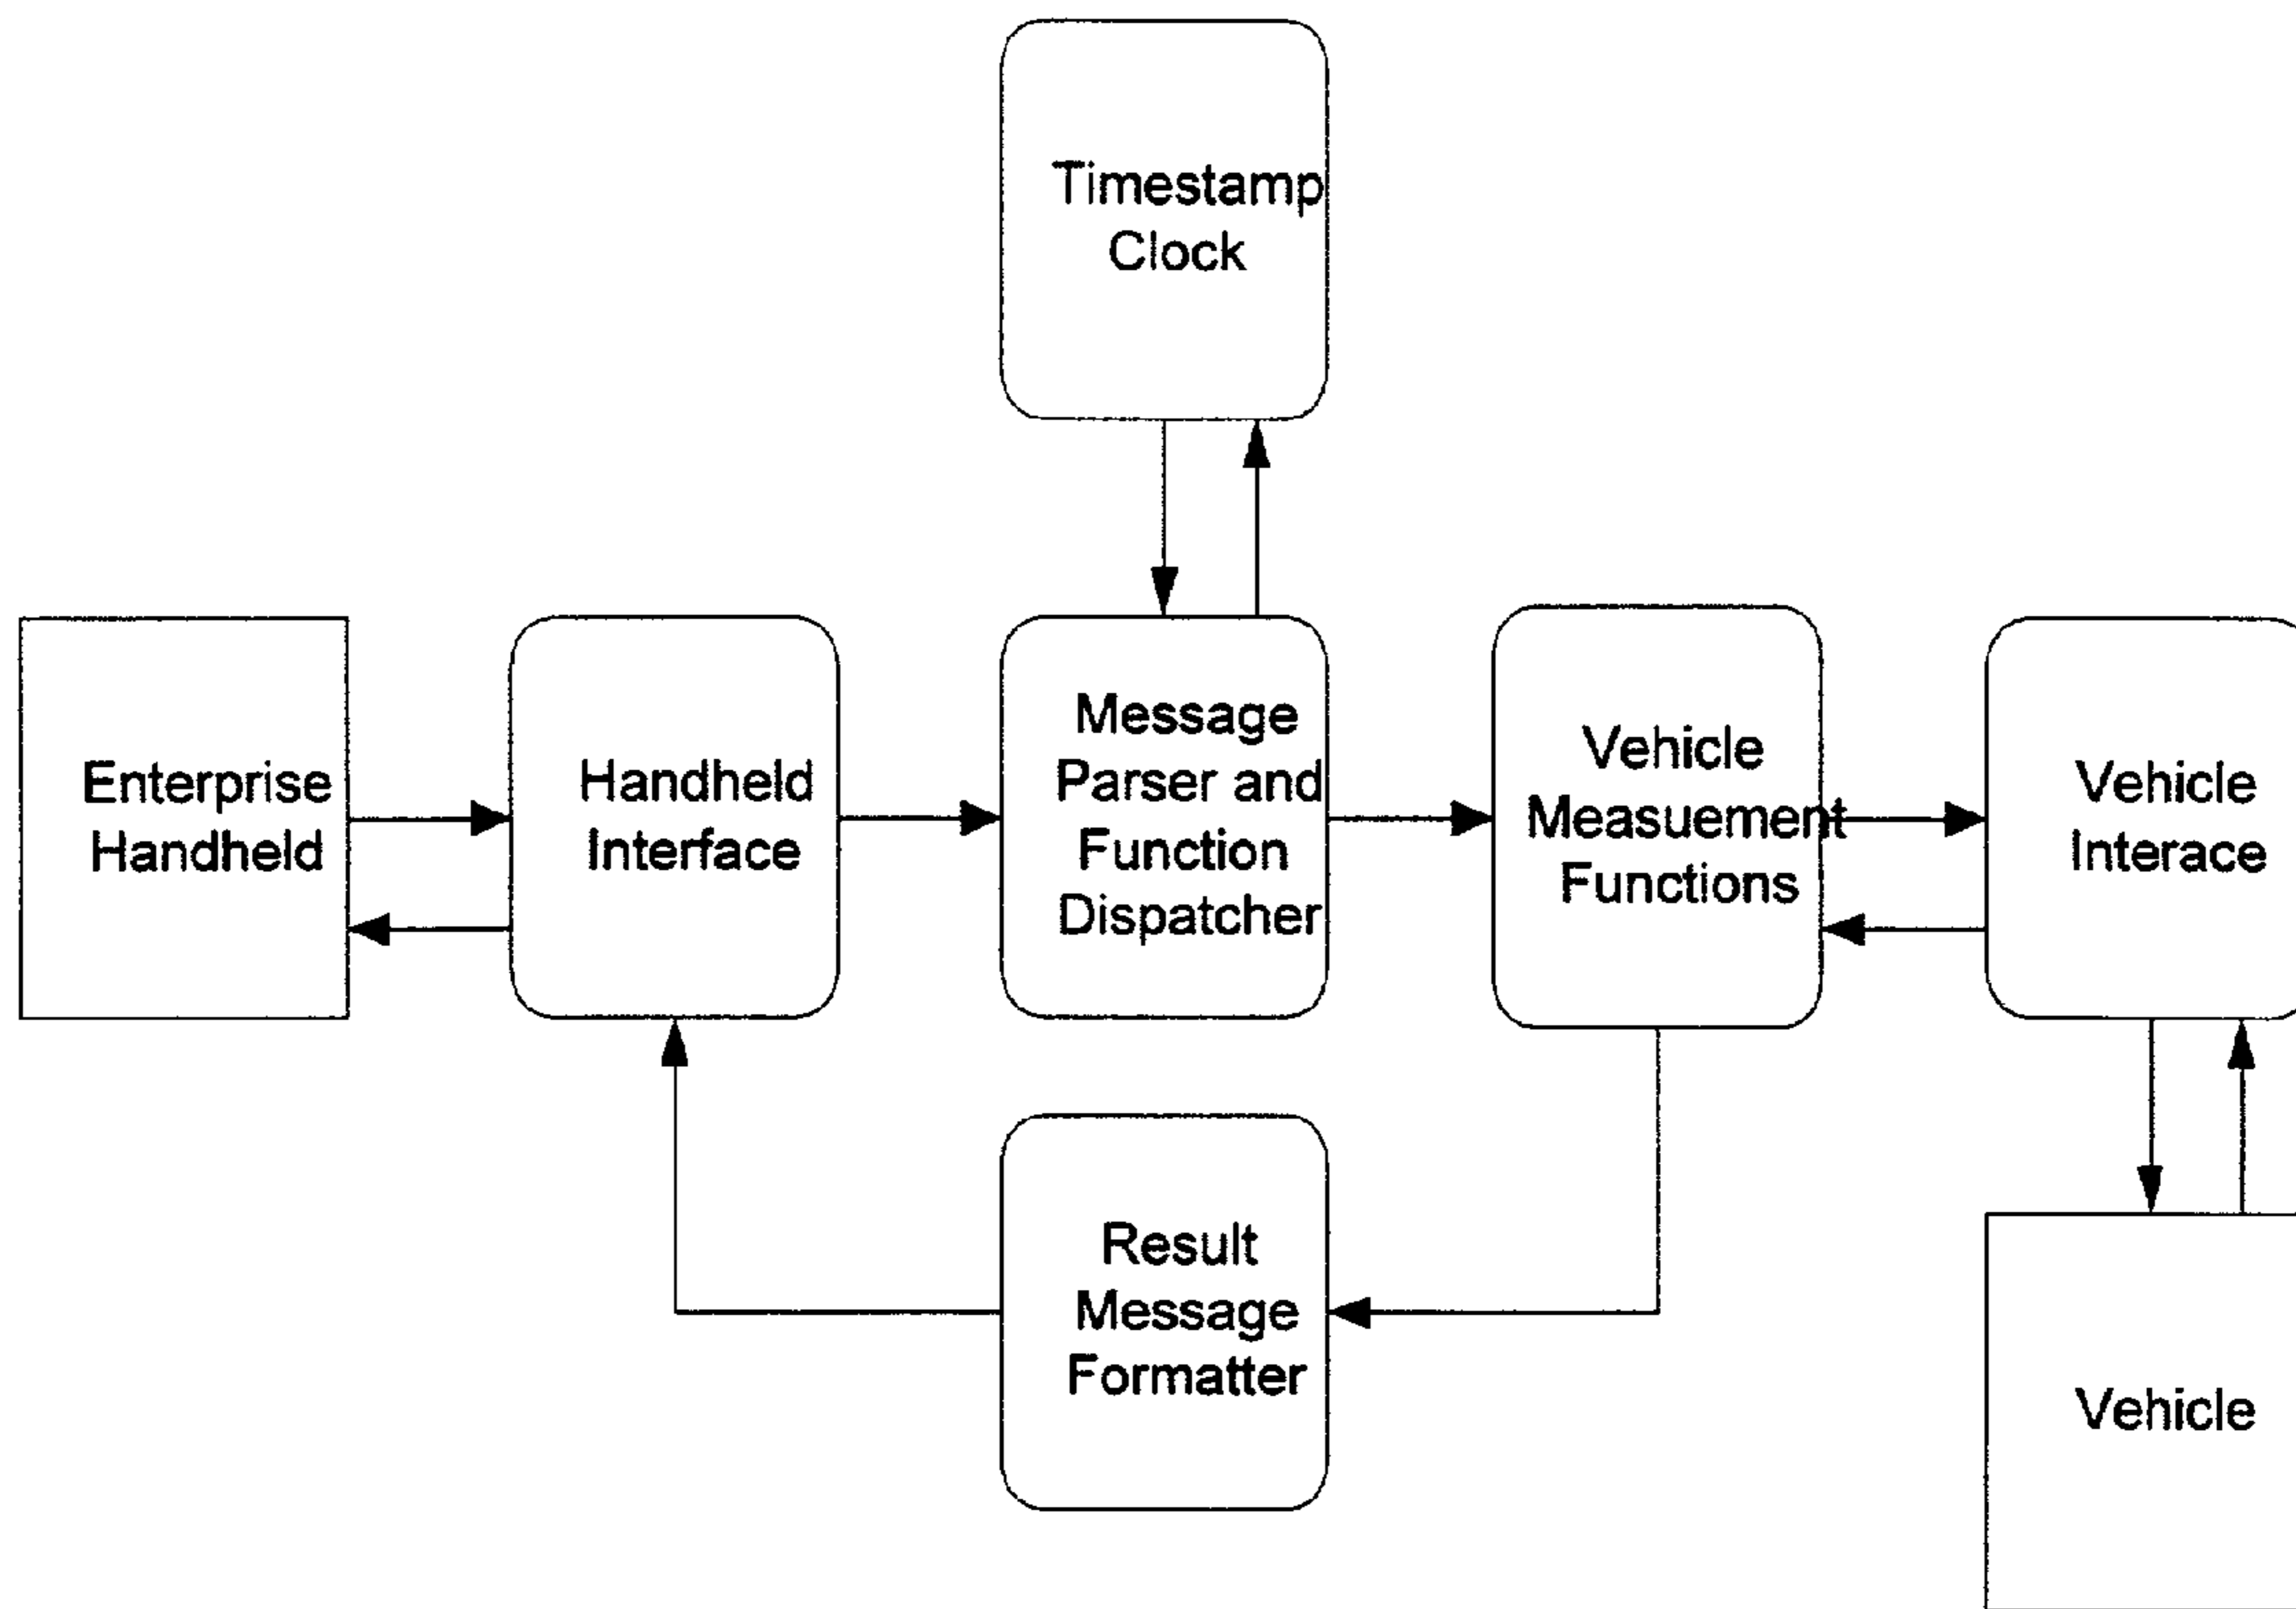 Timestamp
Clock
Enterprise
Handheld
Handheld
Interface
Message
Parser and
Function
Dispatcher
Vehicle
Measuement
Functions
Vehicle
Interace
Result
Message
Formatter
Vehicle